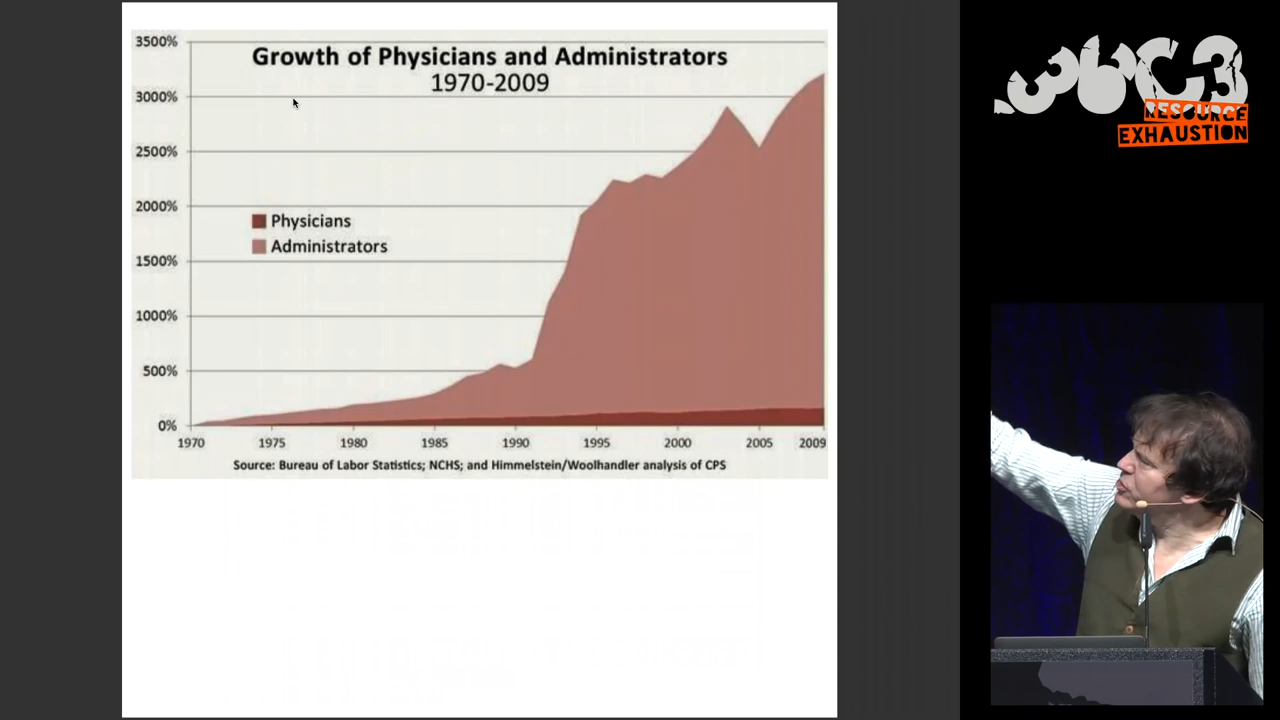 3500%
Growth of Physicians and Administrators
1970-2009
3000%
2500%
2000%
Physicians
Administrators
1500%
1000%
500%
0%
1970 1975 1980 1985 1990 1995 2000 2005 2009
Source: Bureau of Labor Statistics; NCHS; and Himmelstein/Woolhandler analysis of CPS
36C3
RESOURCE
EXHAUSTION